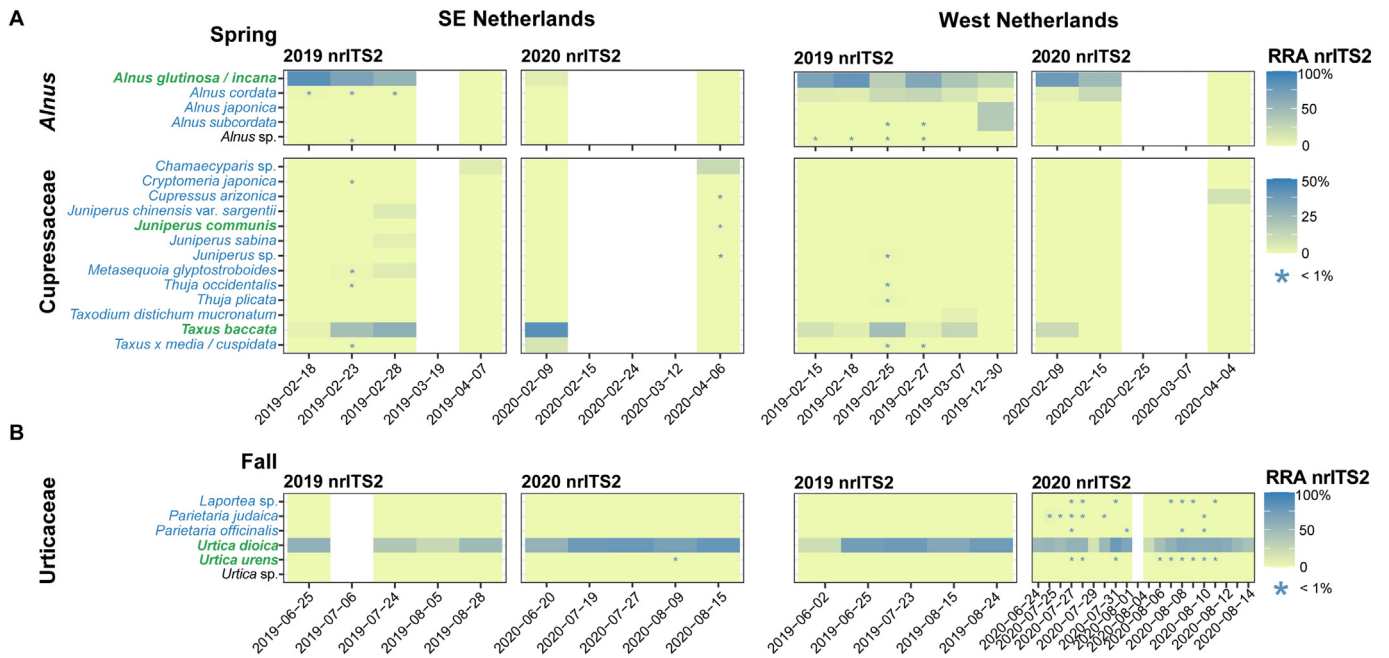 A
SE Netherlands
West Netherlands
Spring
2019 nrITS2
2020 nrITS2
2019 nrITS2
2020 nrITS2
RRA nrITS2
Alnus
Alnus glutinosa / incana
Alnus cordata
Alnus japonica
Alnus subcordata
Alnus sp.
100%
50
0
Cupressaceae
Chamaecyparis sp.
Cryptomeria japonica
Cupressus arizonica
Juniperus chinensis var. sargentii
Juniperus communis
Juniperus sabina
Juniperus sp.
Metasequoia glyptostroboides
Thuja occidentalis
Thuja plicata
Taxodium distichum mucronatum
Taxus baccata
Taxus x media / cuspidata
50%
25
0
* < 1%
2019−02−18
2019−02−23
2019−02−28
2019−03−19
2019−04−07
2020−02−09
2020−02−15
2020−02−24
2020−03−12
2020−04−06
2019−02−15
2019−02−18
2019−02−25
2019−02−27
2019−03−07
2019−12−30
2020−02−09
2020−02−15
2020−02−25
2020−03−07
2020−04−04
B
Fall
2019 nrITS2
2020 nrITS2
2019 nrITS2
2020 nrITS2
RRA nrITS2
Urticaceae
Laportea sp.
Parietaria judaica
Parietaria officinalis
Urtica dioica
Urtica urens
Urtica sp.
100%
50
0
* < 1%
2019−06−25
2019−07−06
2019−07−24
2019−08−05
2019−08−28
2020−06−20
2020−07−19
2020−07−27
2020−08−09
2020−08−15
2019−06−02
2019−06−25
2019−07−23
2019−08−15
2019−08−24
2020−06−24
2020−07−25
2020−07−27
2020−07−29
2020−07−31
2020−08−01
2020−08−04
2020−08−06
2020−08−08
2020−08−10
2020−08−12
2020−08−14